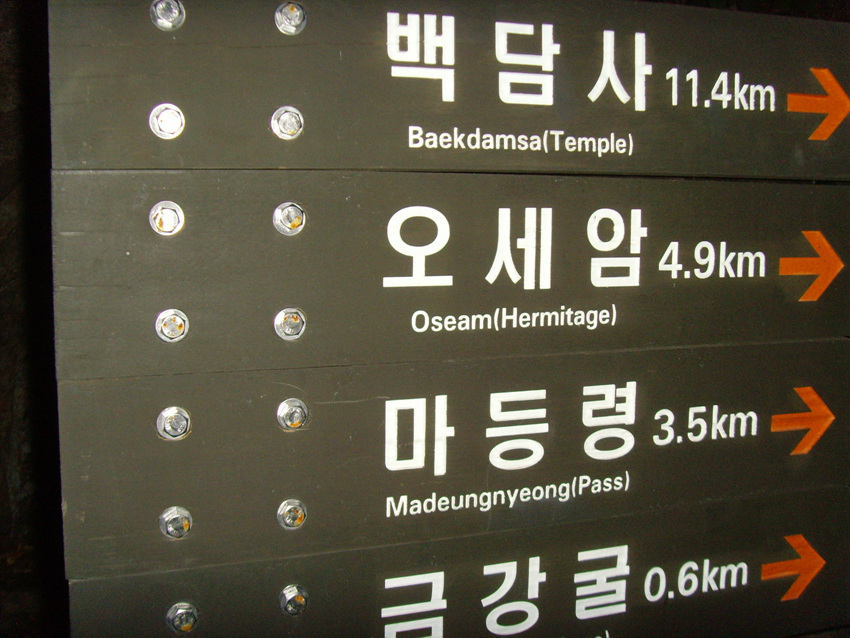 백담사 11.4km
Baekdamsa(Temple)
오세암 4.9km
Oseam(Hermitage)
마등령 3.5km
Madeungnyeong(Pass)
금강굴 0.6km